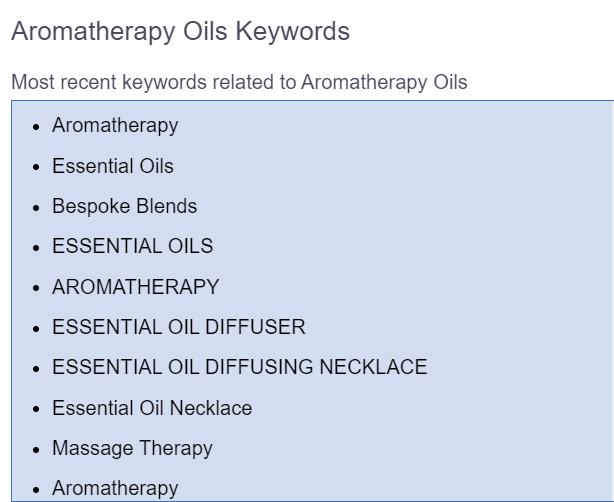 Aromatherapy Oils Keywords
Most recent keywords related to Aromatherapy Oils
• Aromatherapy
• Essential Oils
• Bespoke Blends
• ESSENTIAL OILS
• AROMATHERAPY
• ESSENTIAL OIL DIFFUSER
• ESSENTIAL OIL DIFFUSING NECKLACE
• Essential Oil Necklace
• Massage Therapy
• Aromatherapy